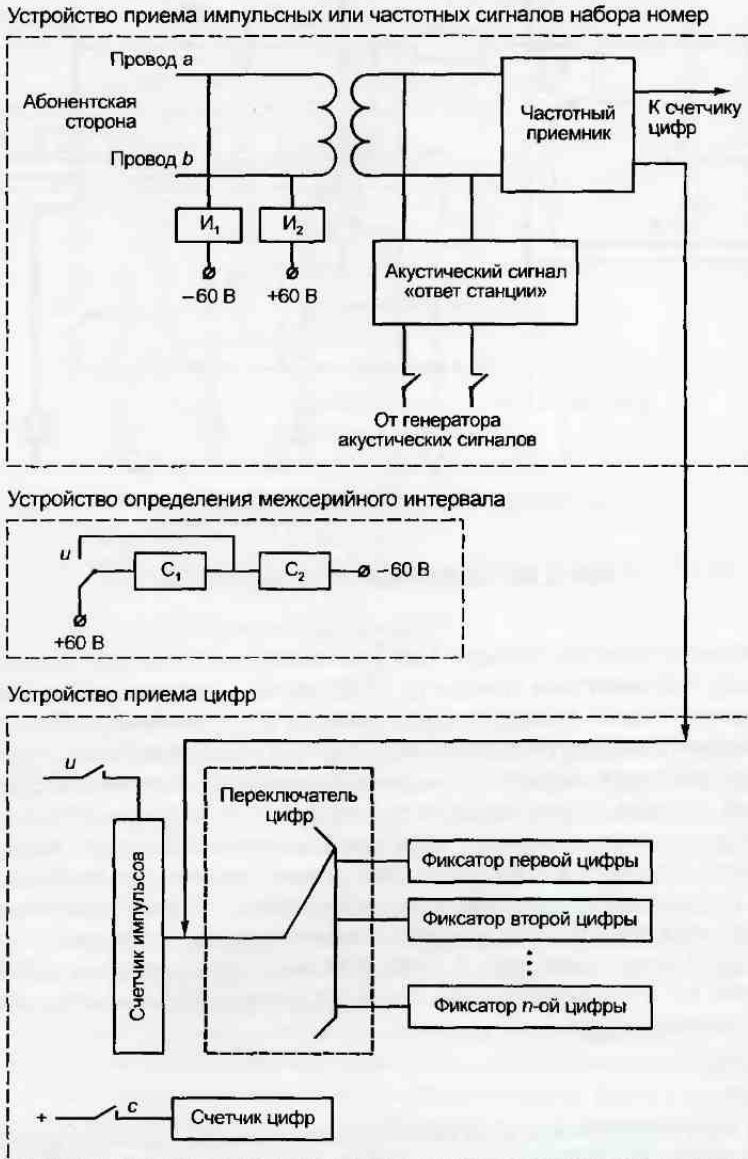 Устройство приема импульсных или частотных сигналов набора номер
Провод a
Абонентская
сторона
Провод b
И1
И2
–60 В
+60 В
Частотный
приемник
К счетчику
цифр
Акустический сигнал
«ответ станции»
От генератора
акустических сигналов
Устройство определения межсерийного интервала
и
С1
С2
–60 В
+60 В
Устройство приема цифр
и
Переключатель
цифр
Счетчик импульсов
Фиксатор первой цифры
Фиксатор второй цифры
Фиксатор n-ой цифры
+
с
Счетчик цифр